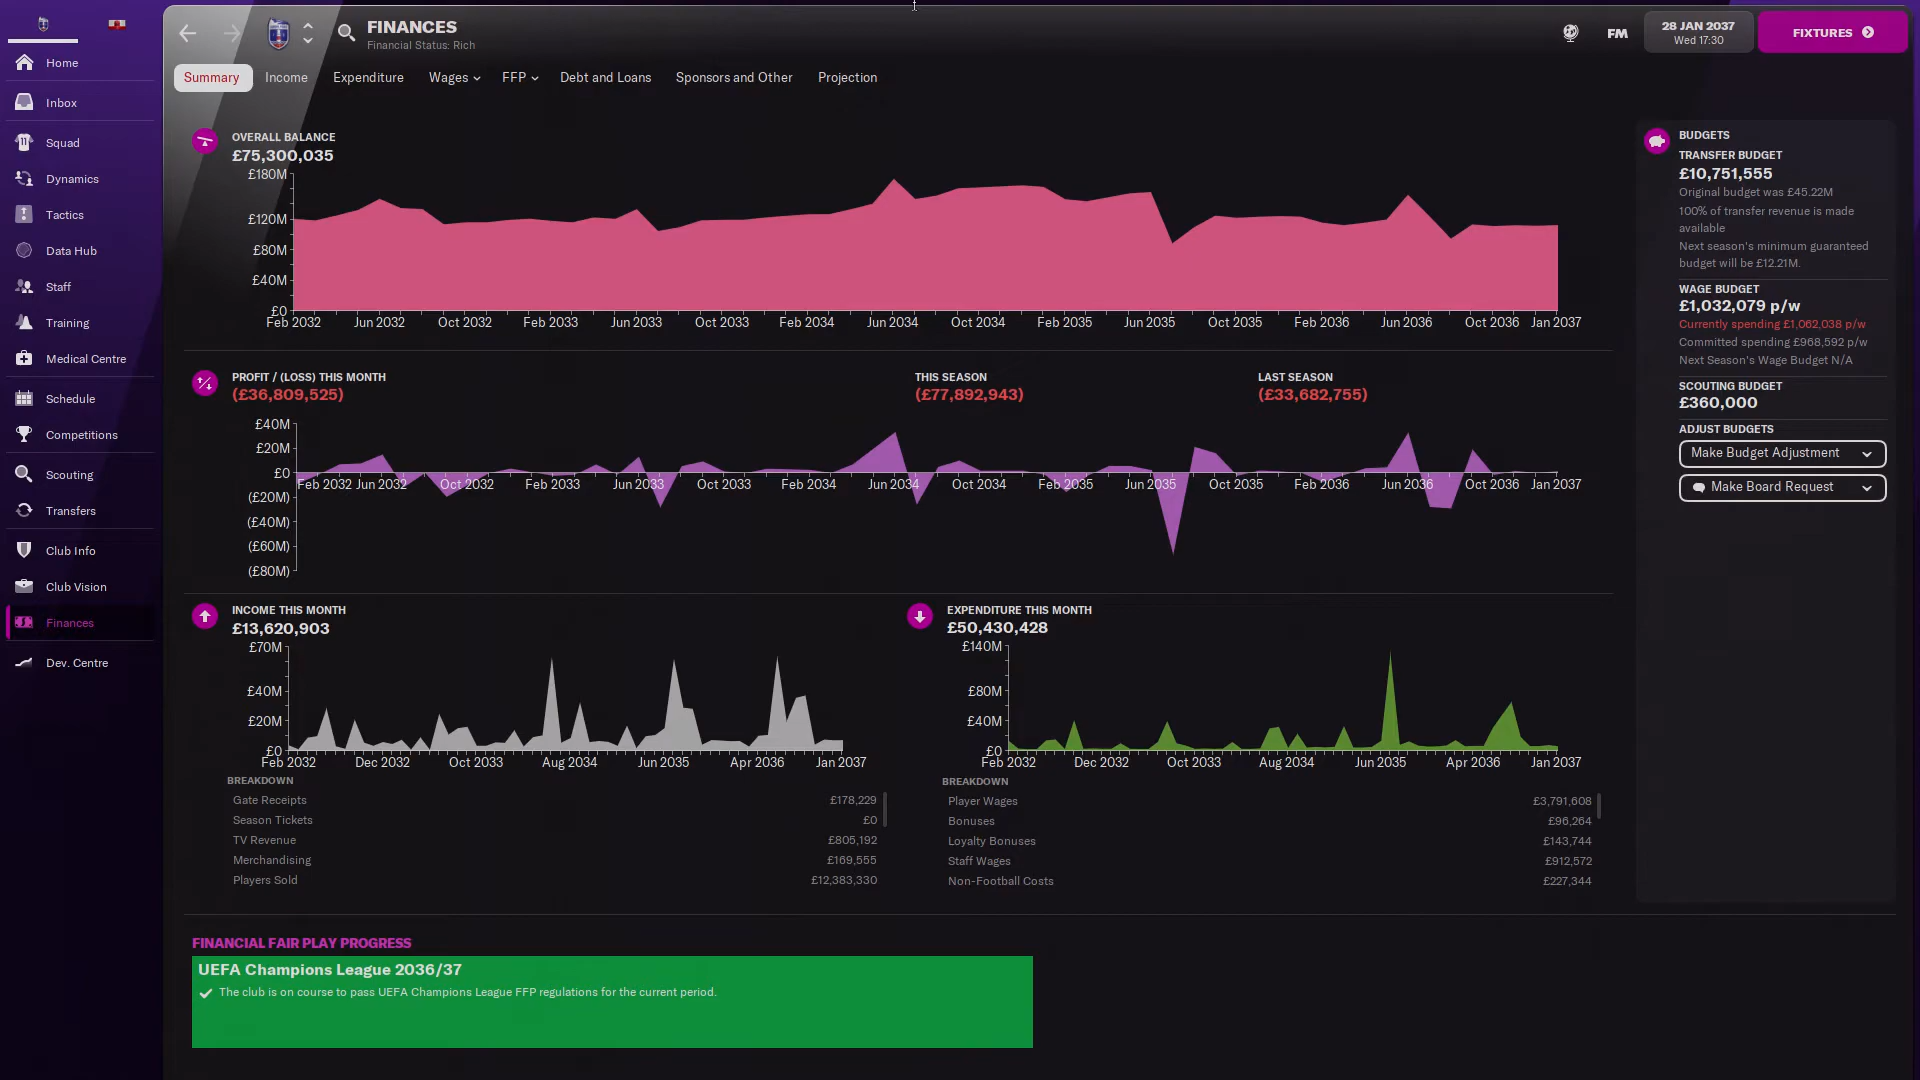 FINANCES
Financial Status: Rich
FM
28 JAN 2037
Wed 17:30
FIXTURES
Home
Inbox
Squad
Dynamics
Tactics
Data Hub
Staff
Training
Medical Centre
Schedule
Competitions
Scouting
Transfers
Club Info
Club Vision
Finances
Dev. Centre
Summary Income Expenditure Wages FFP Debt and Loans Sponsors and Other Projection
OVERALL BALANCE
£75,300,035
£180M
£120M
£80M
£40M
£0
Feb 2032 Jun 2032 Oct 2032 Feb 2033 Jun 2033 Oct 2033 Feb 2034 Jun 2034 Oct 2034 Feb 2035 Jun 2035 Oct 2035 Feb 2036 Jun 2036 Oct 2036 Jan 2037
PROFIT / (LOSS) THIS MONTH
(£36,809,525)
THIS SEASON
(£77,892,943)
LAST SEASON
(£33,682,755)
£40M
£20M
£0
(£20M)
(£40M)
(£60M)
(£80M)
Feb 2032 Jun 2032 Oct 2032 Feb 2033 Jun 2033 Oct 2033 Feb 2034 Jun 2034 Oct 2034 Feb 2035 Jun 2035 Oct 2035 Feb 2036 Jun 2036 Oct 2036 Jan 2037
INCOME THIS MONTH
£13,620,903
£70M
£40M
£20M
£0
Feb 2032 Dec 2032 Oct 2033 Aug 2034 Jun 2035 Apr 2036 Jan 2037
BREAKDOWN
Gate Receipts £178,229
Season Tickets £0
TV Revenue £805,192
Merchandising £169,555
Players Sold £12,383,330
EXPENDITURE THIS MONTH
£50,430,428
£140M
£80M
£40M
£0
Feb 2032 Dec 2032 Oct 2033 Aug 2034 Jun 2035 Apr 2036 Jan 2037
BREAKDOWN
Player Wages £3,791,608
Bonuses £96,264
Loyalty Bonuses £143,744
Staff Wages £912,572
Non-Football Costs £227,344
BUDGETS
TRANSFER BUDGET
£10,751,555
Original budget was £45.22M
100% of transfer revenue is made
available
Next season's minimum guaranteed
budget will be £12.21M.
WAGE BUDGET
£1,032,079 p/w
Currently spending £1,062,038 p/w
Committed spending £968,592 p/w
Next Season's Wage Budget N/A
SCOUTING BUDGET
£360,000
ADJUST BUDGETS
Make Budget Adjustment
Make Board Request
FINANCIAL FAIR PLAY PROGRESS
UEFA Champions League 2036/37
The club is on course to pass UEFA Champions League FFP regulations for the current period.